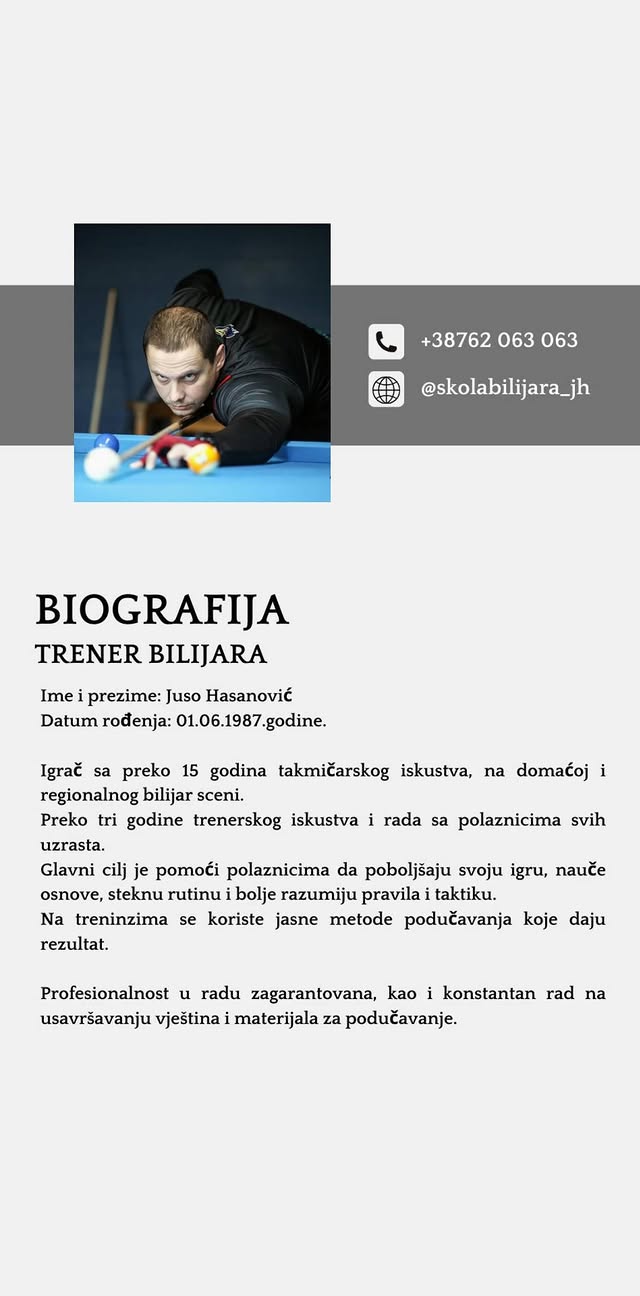 +38762 063 063
@skolabilijara_jh
BIOGRAFIJA
TRENER BILIJARA
Ime i prezime: Juso Hasanović
Datum rođenja: 01.06.1987.godine.
Igrač sa preko 15 godina takmičarskog iskustva, na domaćoj i
regionalnog bilijar sceni.
Preko tri godine trenerskog iskustva i rada sa polaznicima svih
uzrasta.
Glavni cilj je pomoći polaznicima da poboljšaju svoju igru, nauče
osnove, steknu rutinu i bolje razumiju pravila i taktiku.
Na treninzima se koriste jasne metode podučavanja koje daju
rezultat.
Profesionalnost u radu zagarantovana, kao i konstantan rad na
usavršavanju vještina i materijala za podučavanje.